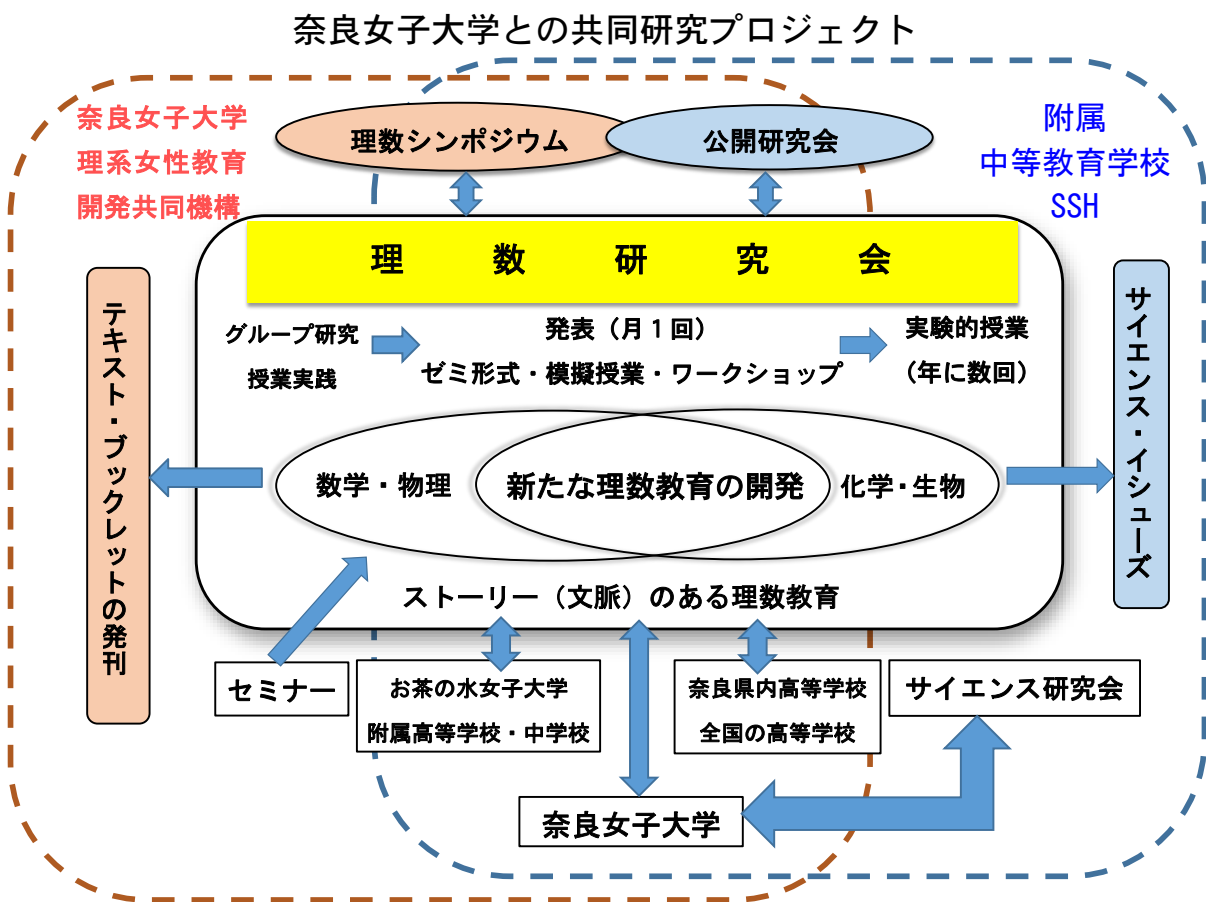 奈良女子大学との共同研究プロジェクト
奈良女子大学
理系女性教育
開発共同機構
理数シンポジウム
公開研究会
附属
中等教育学校
SSH
理数研究会
グループ研究
授業実践
発表（月１回）
ゼミ形式・模擬授業・ワークショップ
実験的授業
（年に数回）
テキスト・ブックレットの発刊
数学・物理
新たな理数教育の開発
化学・生物
サイエンス・イシューズ
ストーリー（文脈）のある理数教育
セミナー
お茶の水女子大学
附属高等学校・中学校
奈良県内高等学校
全国の高等学校
サイエンス研究会
奈良女子大学